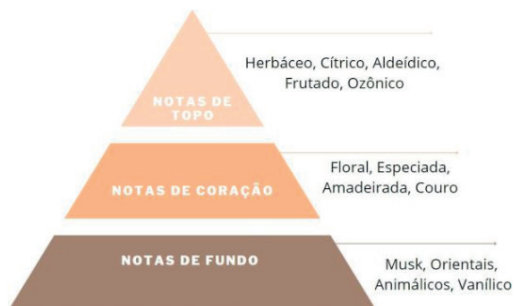 NOTAS DE
TOPO
Herbáceo, Cítrico, Aldeídico,
Frutado, Ozônico
NOTAS DE CORAÇÃO
Floral, Especiada,
Amadeirada, Couro
NOTAS DE FUNDO
Musk, Orientais,
Animálicos, Vanílico